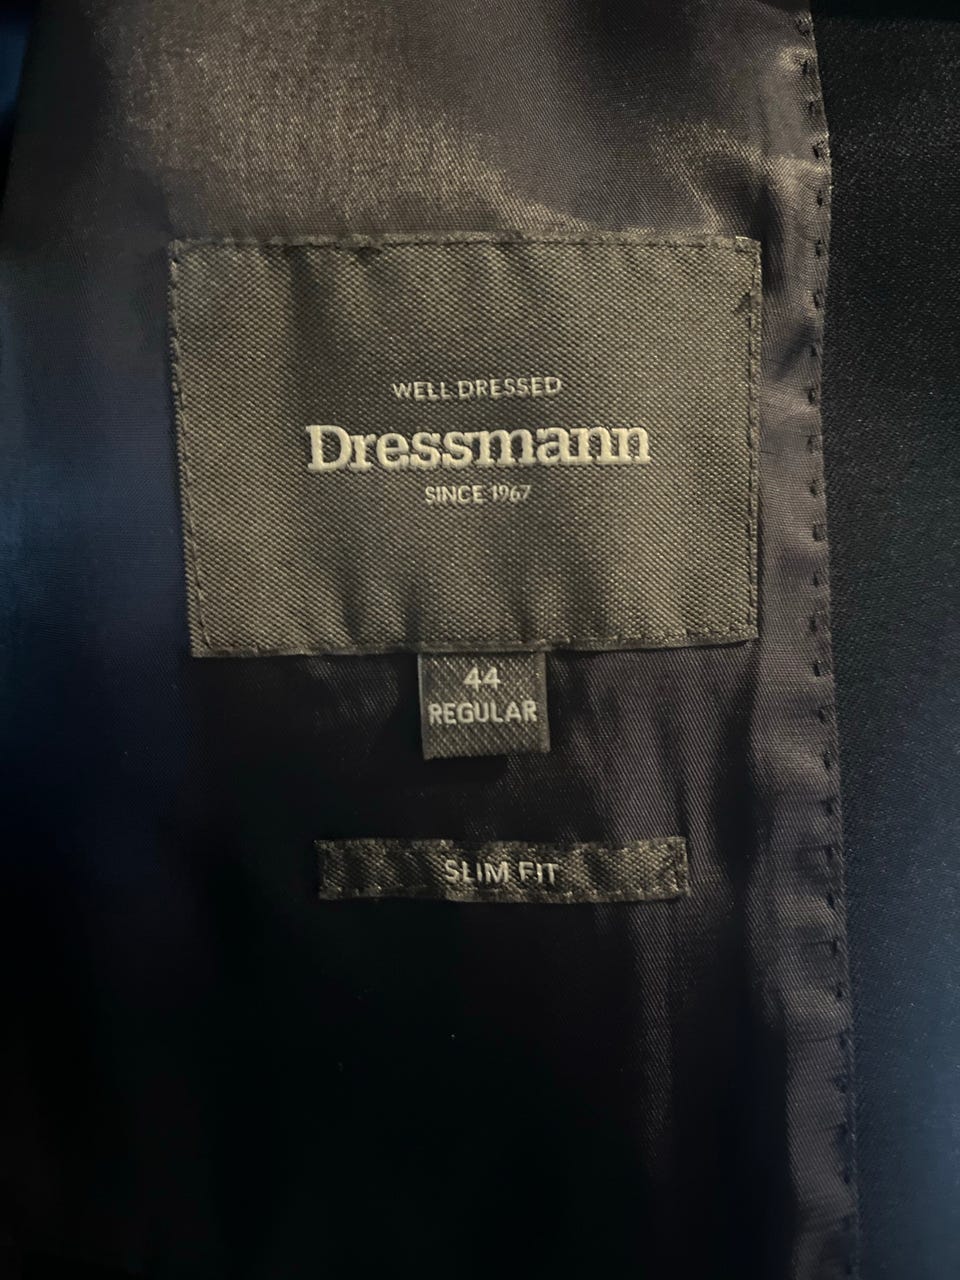 WELL DRESSED
Dressmann
SINCE 1967
44
REGULAR
SLIM FIT